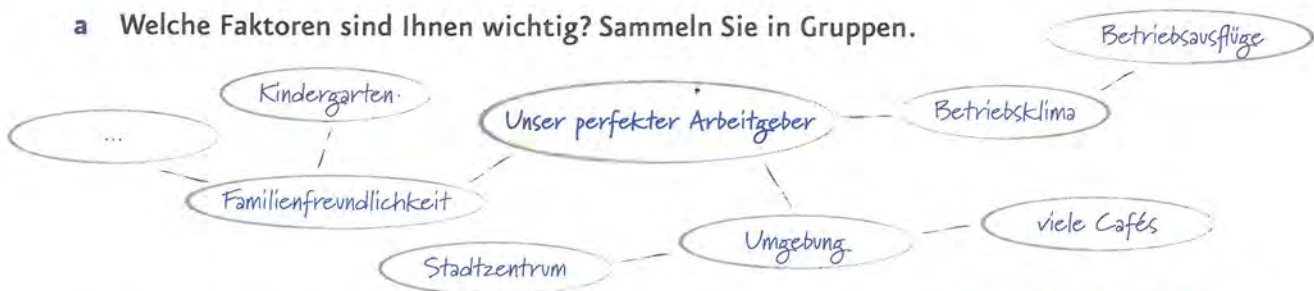 a Welche Faktoren sind Ihnen wichtig? Sammeln Sie in Gruppen.
Betriebsausflüge
Kindergarten
Unser perfekter Arbeitgeber
Betriebsklima
...
Familienfreundlichkeit
Umgebung
viele Cafés
Stadtzentrum